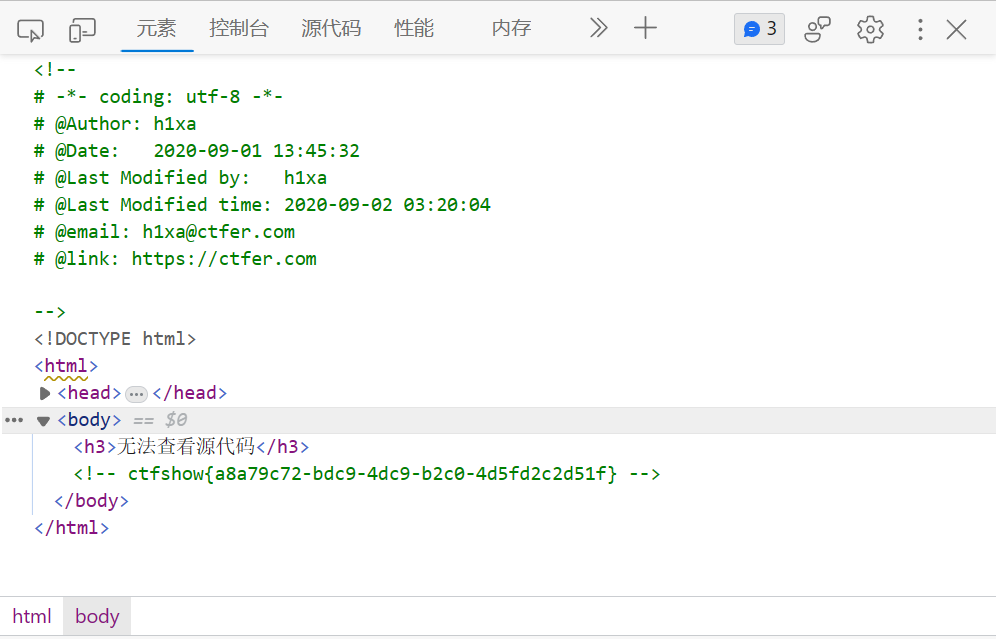 元素 控制台 源代码 性能 内存 3
<!--
# -*- coding: utf-8 -*-
# @Author: h1xa
# @Date:   2020-09-01 13:45:32
# @Last Modified by:   h1xa
# @Last Modified time: 2020-09-02 03:20:04
# @email: h1xa@ctfer.com
# @link: https://ctfer.com
-->
<!DOCTYPE html>
<html>
<head>…</head>
<body> == $0
<h3>无法查看源代码</h3>
<!-- ctfshow{a8a79c72-bdc9-4dc9-b2c0-4d5fd2c2d51f} -->
</body>
</html>
html body